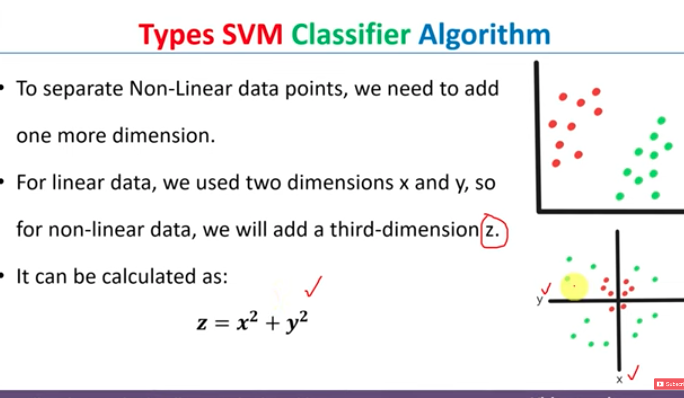 Types SVM Classifier Algorithm
• To separate Non-Linear data points, we need to add
one more dimension.
• For linear data, we used two dimensions x and y, so
for non-linear data, we will add a third-dimension z.
• It can be calculated as:
z = x² + y²
y
x